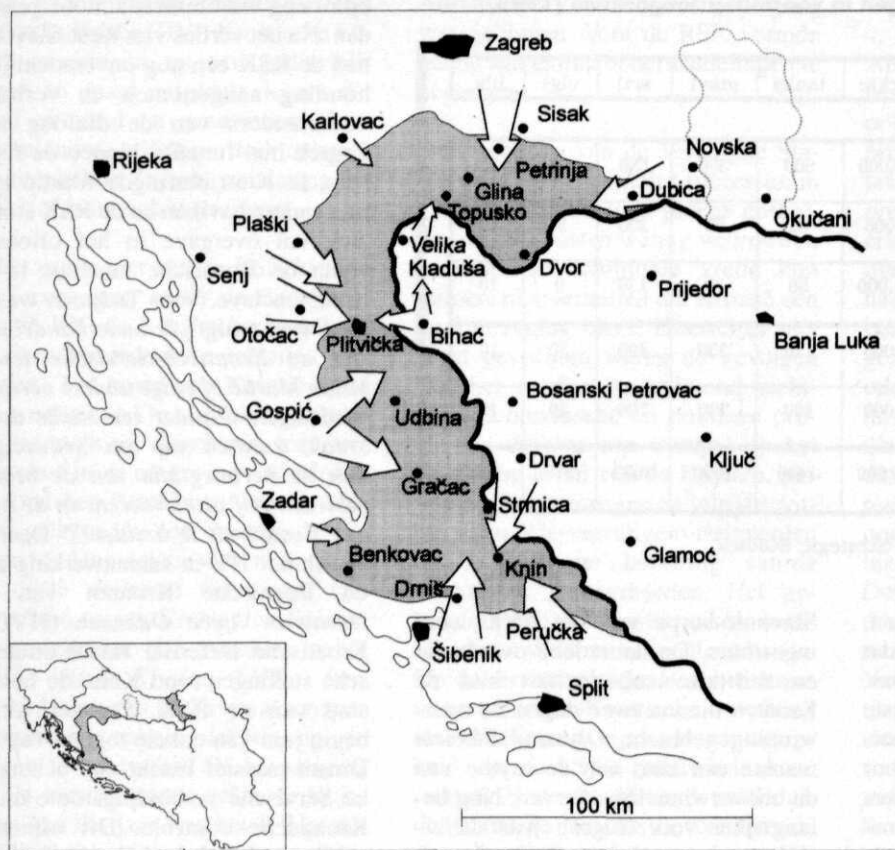 Zagreb
Sisak
Karlovac
Rijeka
Novska
Petrinja
Glina
Dubica
Topusko
Okučani
Plaški
Velika
Kladuša
Senj
Dvor
Prijedor
Otočac
Plitvička
Bihać
Banja Luka
Bosanski Petrovac
Gospić
Udbina
Drvar
Ključ
Gračac
Zadar
Strmica
Benkovac
Knin
Glamoć
Drniš
Peručka
Šibenik
Split
100 km